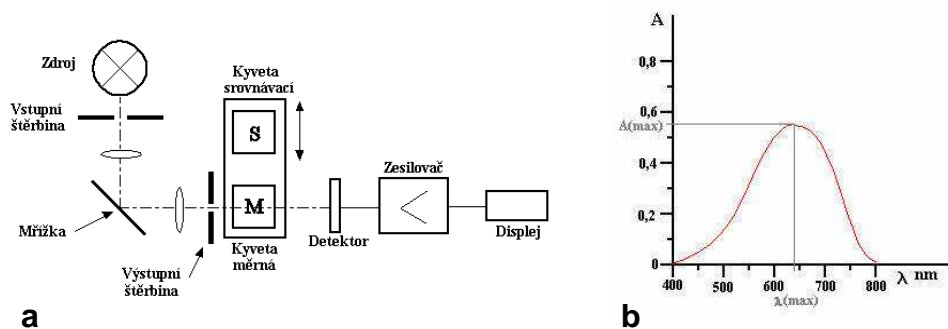 Zdroj
Vstupní
štěrbina
Mřížka
Výstupní
štěrbina
Kyveta
srovnávací
S
M
Kyveta
měrná
Detektor
Zesilovač
Displej
a
A
0,8
0,6
A(max)
0,4
0,2
0
400 500 600 700 800 λ nm
λ(max)
b